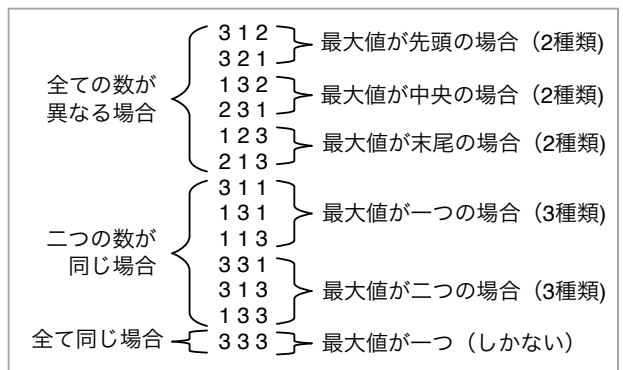 全ての数が
異なる場合
3 1 2
3 2 1
最大値が先頭の場合（2種類)
1 3 2
2 3 1
最大値が中央の場合（2種類)
1 2 3
2 1 3
最大値が末尾の場合（2種類)
二つの数が
同じ場合
3 1 1
1 3 1
1 1 3
最大値が一つの場合（3種類)
3 3 1
3 1 3
1 3 3
最大値が二つの場合（3種類)
全て同じ場合
3 3 3
最大値が一つ（しかない）